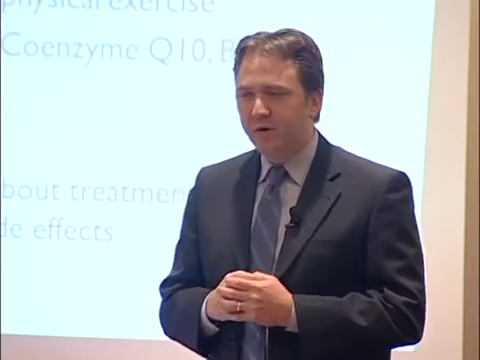 physical exercise
Coenzyme Q10, B
bout treatment
de effects